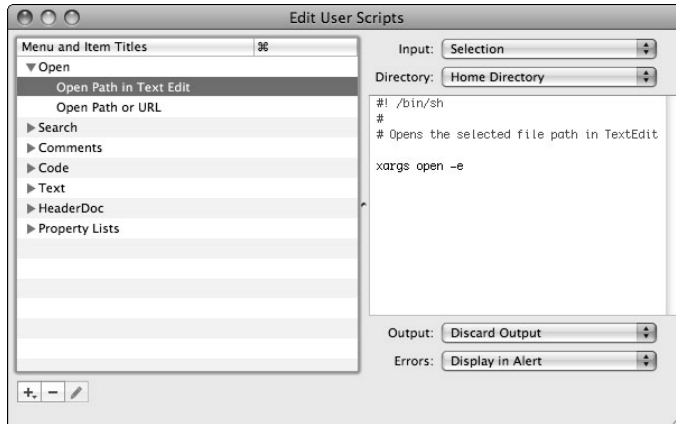 Edit User Scripts
Menu and Item Titles ⌘
Open
Open Path in Text Edit
Open Path or URL
Search
Comments
Code
Text
HeaderDoc
Property Lists
Input: Selection
Directory: Home Directory
#! /bin/sh
#
# Opens the selected file path in TextEdit
xargs open -e
Output: Discard Output
Errors: Display in Alert